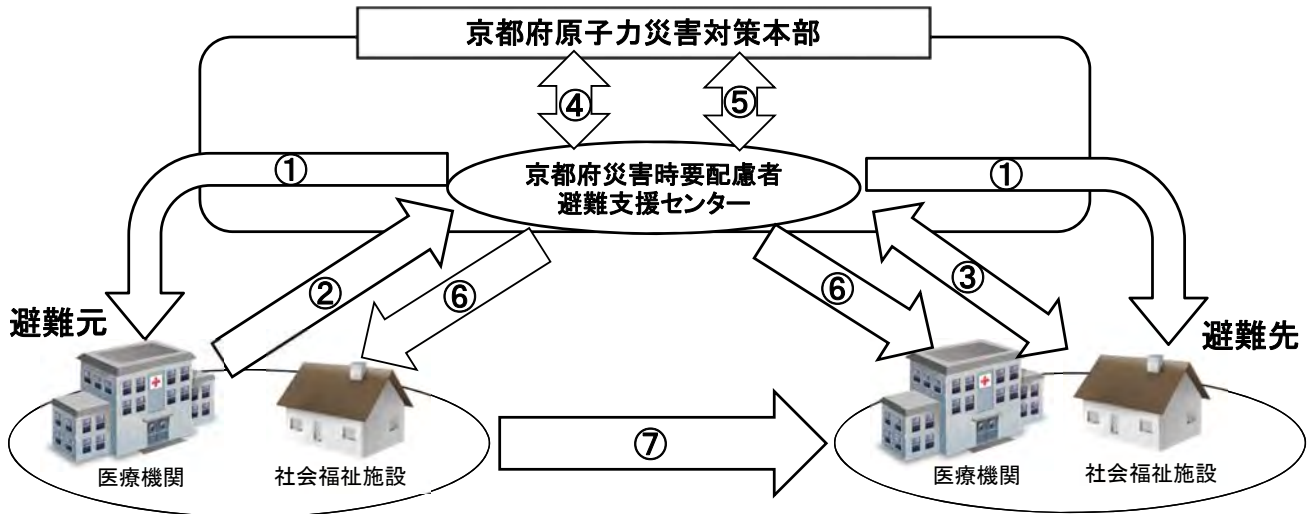 京都府原子力災害対策本部
④
⑤
①
京都府災害時要配慮者
避難支援センター
①
②
⑥
⑥
③
避難元
避難先
医療機関
社会福祉施設
⑦
医療機関
社会福祉施設